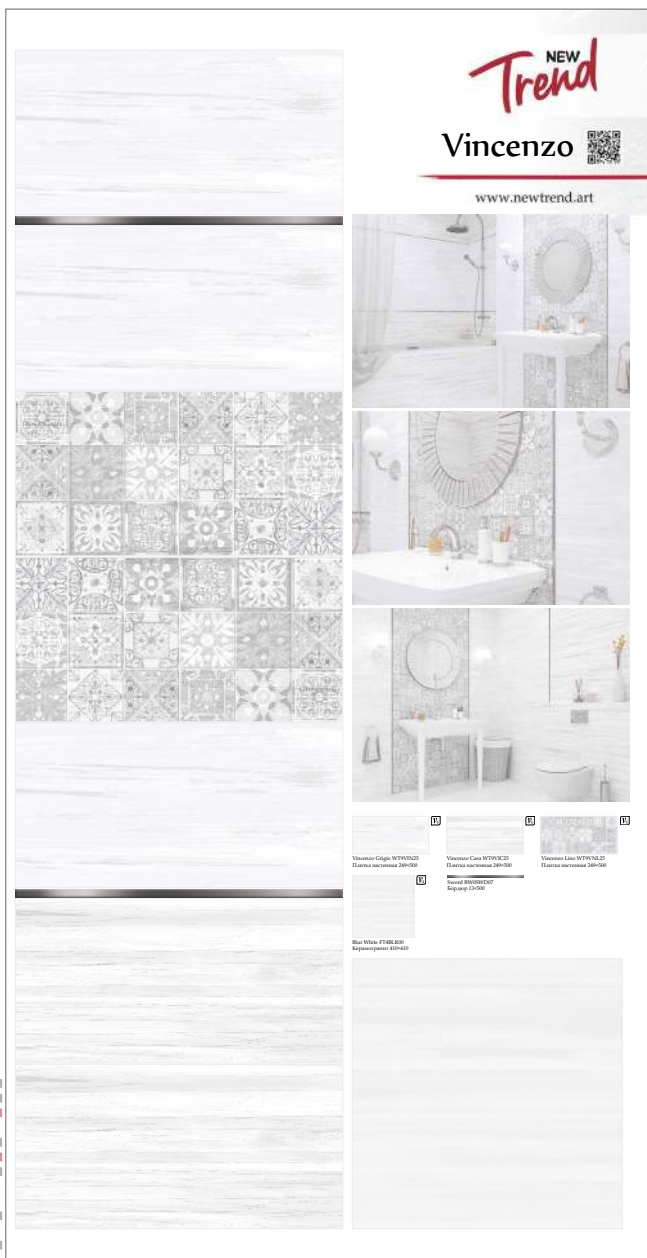 NEW
Trend
Vincenzo
www.newtrend.art
Vincenzo Grigio WT9VIN25
Плитка настенная 249×500
Vincenzo Casa WT9VIC25
Плитка настенная 249×500
Vincenzo Lino WT9VNL25
Плитка настенная 249×500
Blur White FT4BLR00
Керамогранит 410×410
Sword BW0SWD07
Бордюр 13×500